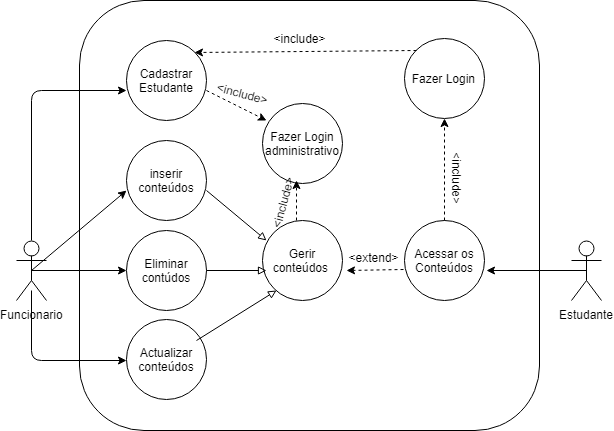 <include>
Cadastrar
Estudante
Fazer Login
<include>
Fazer Login
administrativo
<include>
inserir
conteúdos
<include>
Eliminar
contúdos
Gerir
conteúdos
<extend>
Acessar os
Conteúdos
Funcionario
Estudante
Actualizar
conteúdos